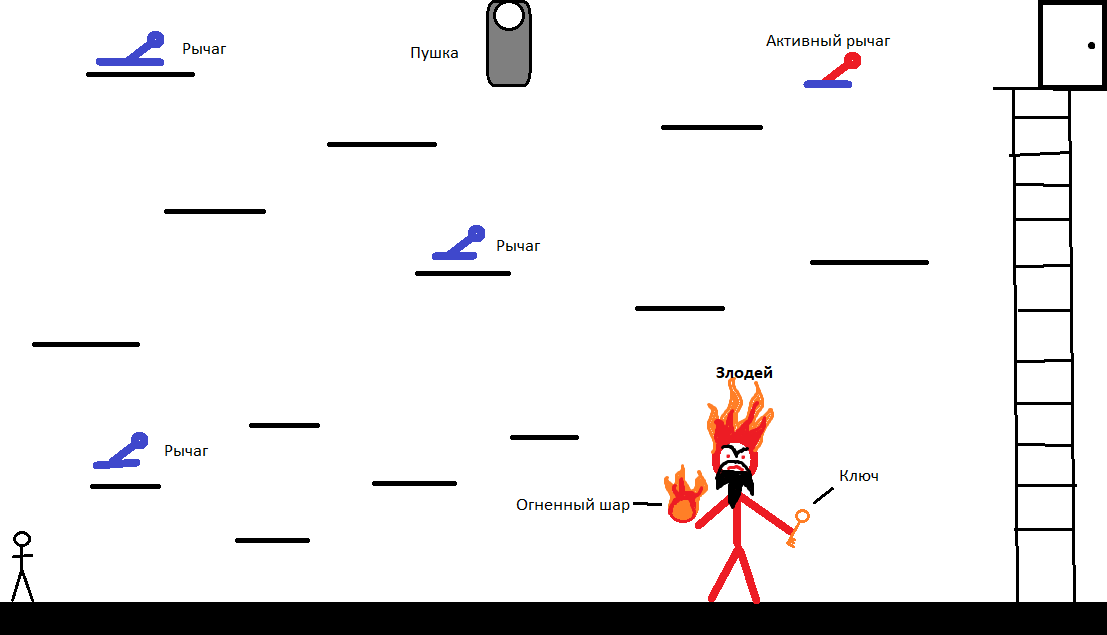 Активный рычаг
Рычаг
Пушка
Рычаг
Злодей
Рычаг
Ключ
Огненный шар